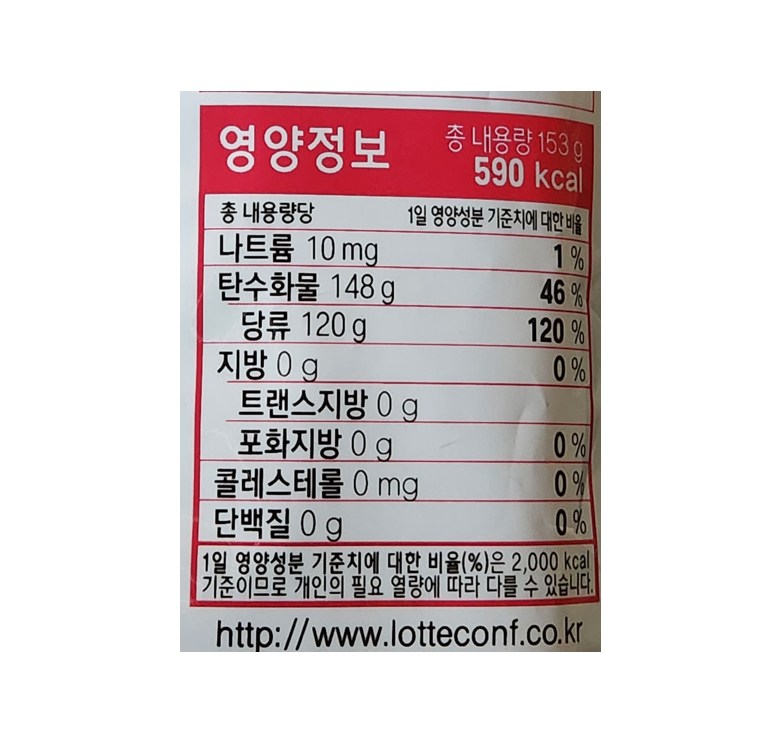 영양정보
총 내용량 153 g
590 kcal
총 내용량당 1일 영양성분 기준치에 대한 비율
나트륨 10 mg 1 %
탄수화물 148 g 46 %
당류 120 g 120 %
지방 0 g 0 %
트랜스지방 0 g
포화지방 0 g 0 %
콜레스테롤 0 mg 0 %
단백질 0 g 0 %
1일 영양성분 기준치에 대한 비율(%)은 2,000 kcal
기준이므로 개인의 필요 열량에 따라 다를 수 있습니다.
http://www.lotteconf.co.kr